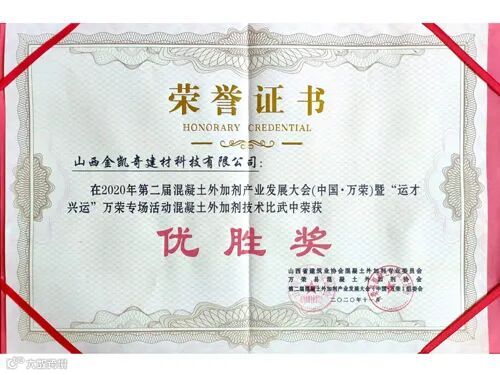 荣誉证书
HONORARY CREDENTIAL
山西金凯奇建材科技有限公司：
在2020年第二届混凝土外加剂产业发展大会(中国·万荣)暨“运才
兴运”万荣专场活动混凝土外加剂技术比武中荣获
优胜奖
山西省建筑业协会混凝土外加剂专业委员会
万荣县混凝土外加剂协会
第二届混凝土外加剂产业发展大会(中国·万荣)组委会
二〇二〇年十一月